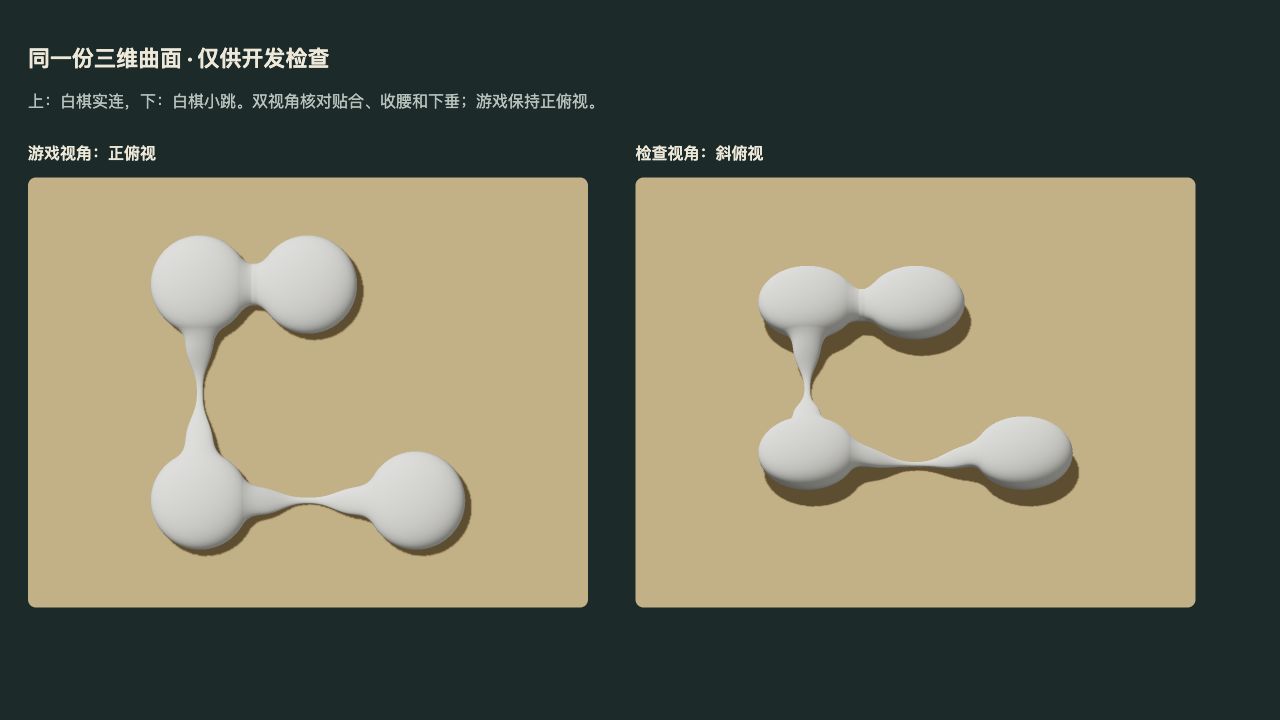 同一份三维曲面 · 仅供开发检查
上：白棋实连，下：白棋小跳。双视角核对贴合、收腰和下垂；游戏保持正俯视。
游戏视角：正俯视
检查视角：斜俯视